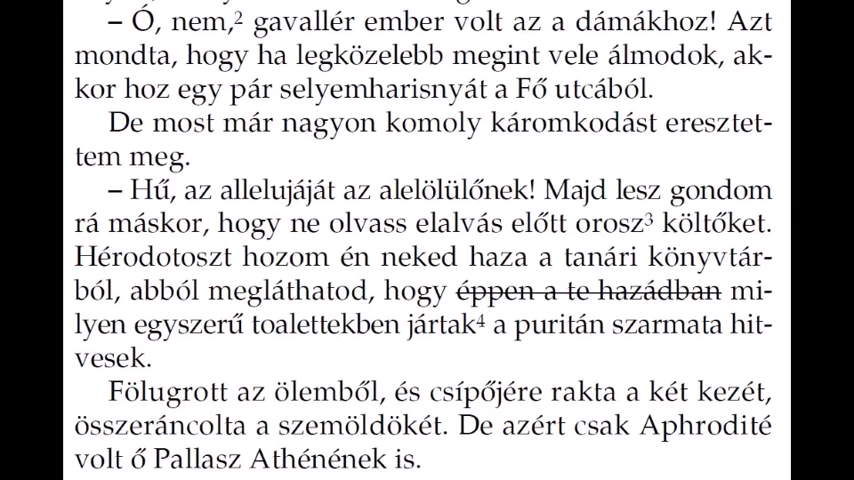 – Ó, nem,² gavallér ember volt az a dámákhoz! Azt
mondta, hogy ha legközelebb megint vele álmodok, ak-
kor hoz egy pár selyemharisnyát a Fő utcából.
De most már nagyon komoly káromkodást eresztet-
tem meg.
– Hű, az allelujáját az alelölülőnek! Majd lesz gondom
rá máskor, hogy ne olvass elalvás előtt orosz³ költőket.
Hérodotoszt hozom én neked haza a tanári könyvtár-
ból, abból megláthatod, hogy éppen a te hazádban mi-
lyen egyszerű toalettekben jártak⁴ a puritán szarmata hit-
vesek.
Fölugrott az ölemből, és csípőjére rakta a két kezét,
összeráncolta a szemöldökét. De azért csak Aphrodité
volt ő Pallasz Athénének is.